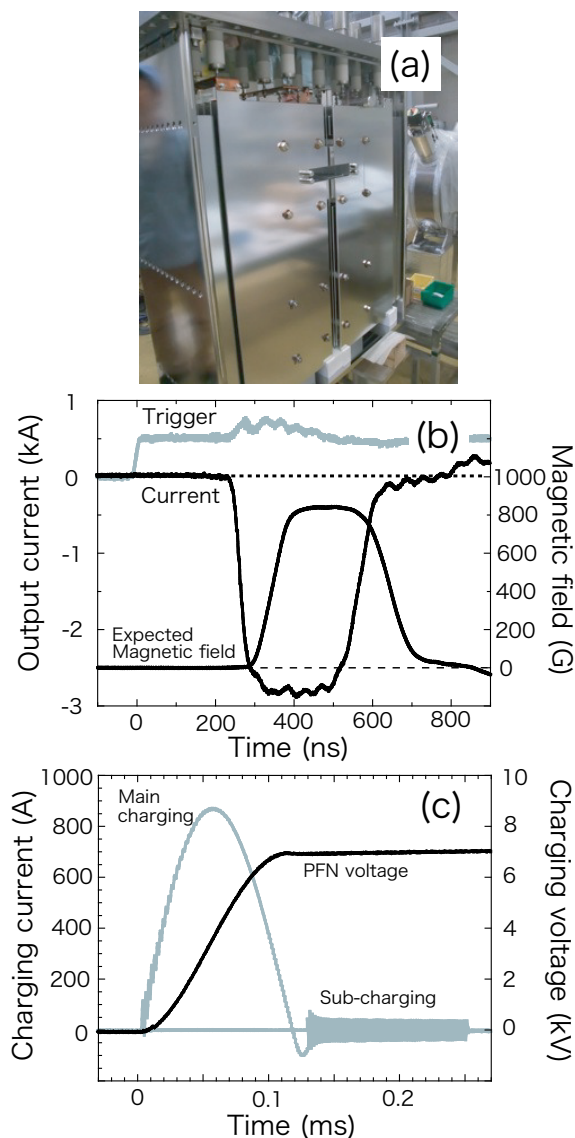 (a)
1
0
-1
-2
-3
Output current (kA)
Trigger
(b)
Current
Expected
Magnetic field
1000
800
600
400
200
0
Magnetic field (G)
0
200
400
600
800
Time (ns)
1000
800
600
400
200
0
Charging current (A)
Main
charging
(c)
PFN voltage
Sub-charging
10
8
6
4
2
0
Charging voltage (kV)
0
0.1
0.2
Time (ms)